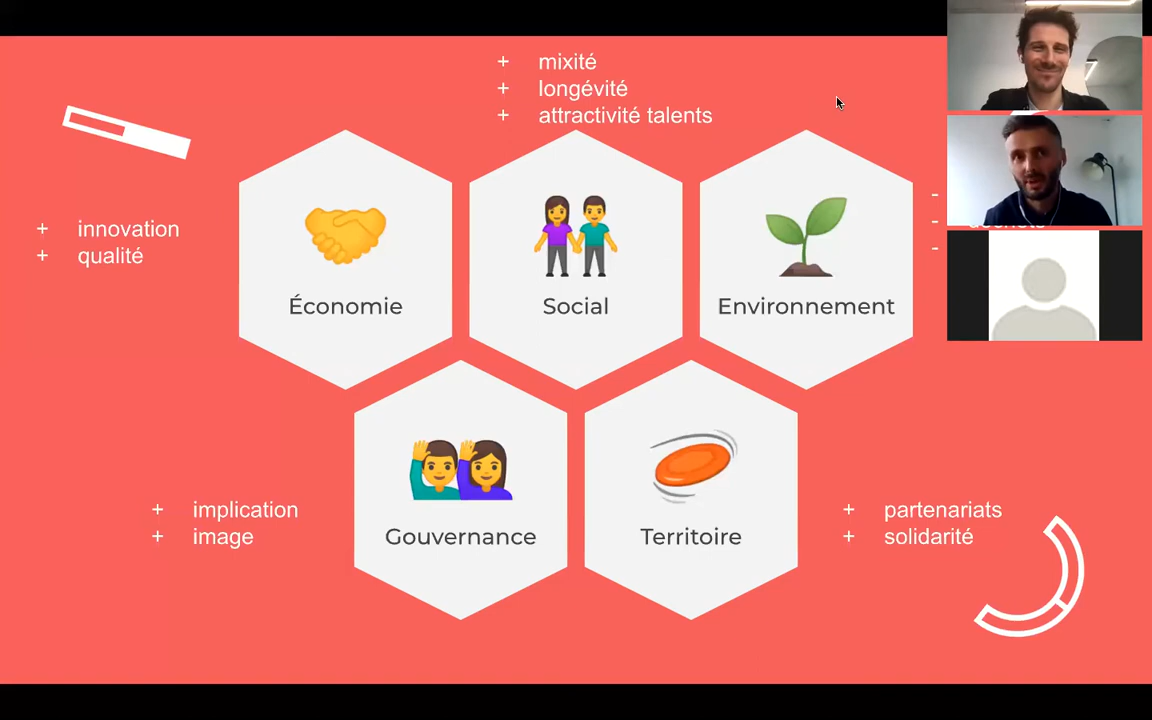 + mixité
+ longévité
+ attractivité talents
+ innovation
+ qualité
Économie
Social
Environnement
-
-
-
Gouvernance
Territoire
+ implication
+ image
+ partenariats
+ solidarité